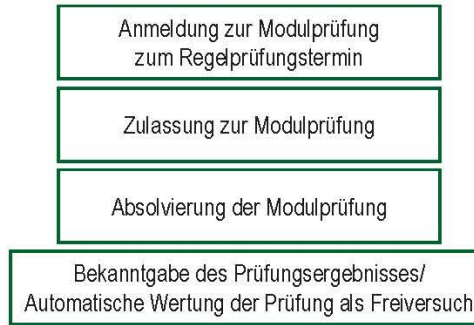 Anmeldung zur Modulprüfung
zum Regelprüfungstermin
Zulassung zur Modulprüfung
Absolvierung der Modulprüfung
Bekanntgabe des Prüfungsergebnisses/
Automatische Wertung der Prüfung als Freiversuch